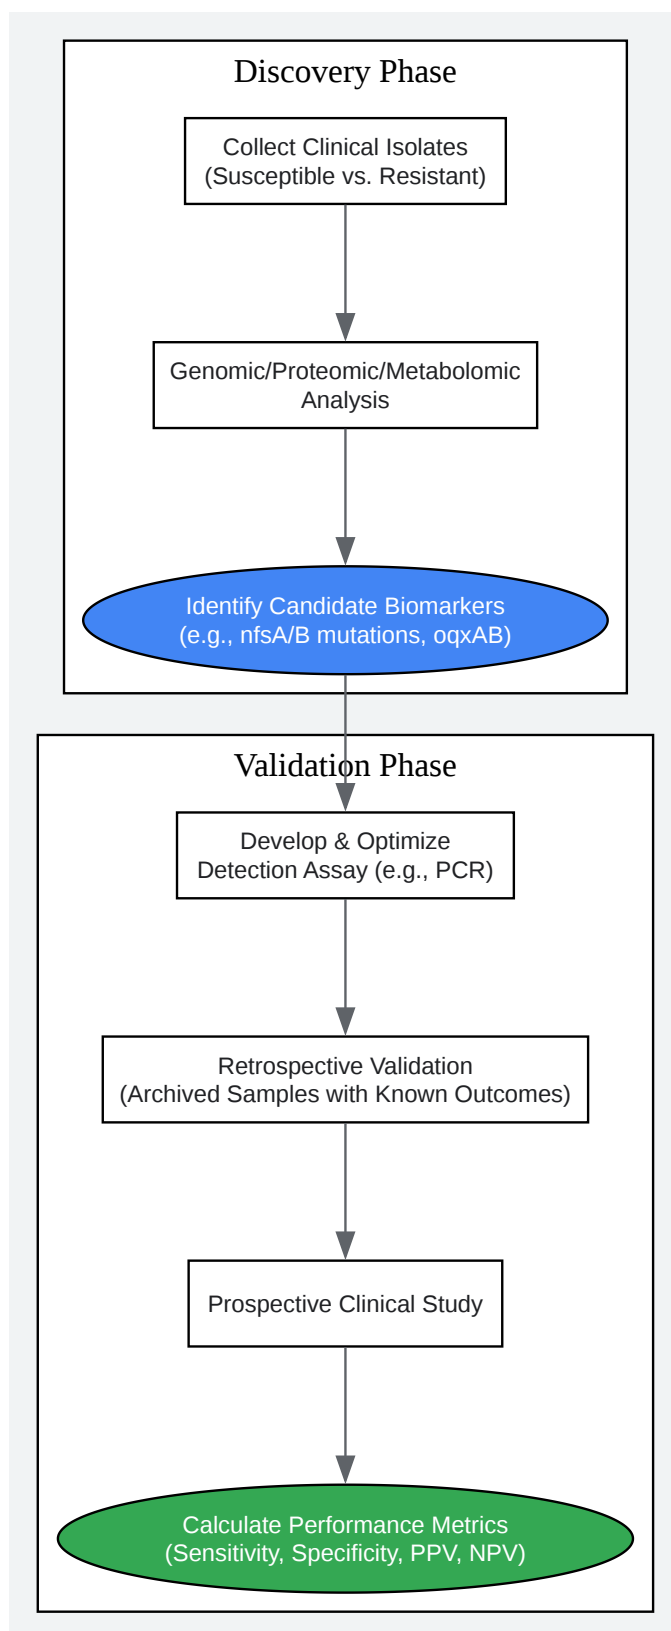 Discovery Phase
Collect Clinical Isolates
(Susceptible vs. Resistant)
Genomic/Proteomic/Metabolomic
Analysis
Identify Candidate Biomarkers
(e.g., nfsA/B mutations, oqxAB)
Validation Phase
Develop & Optimize
Detection Assay (e.g., PCR)
Retrospective Validation
(Archived Samples with Known Outcomes)
Prospective Clinical Study
Calculate Performance Metrics
(Sensitivity, Specificity, PPV, NPV)